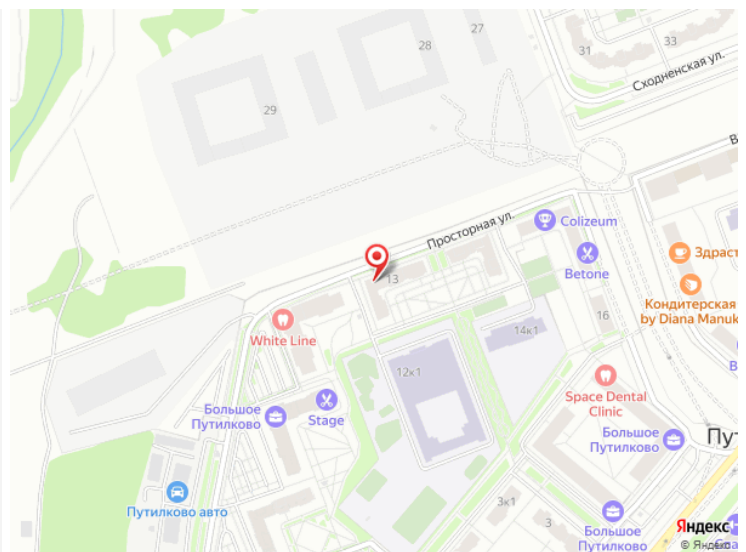 27
28
33
31
Сходненская ул.
29
В
Просторная ул.
Colizeum
Здраст
Betone
13
Кондитерская
by Diana Manuk
16
White Line
14к1
12к1
Space Dental
Clinic
Большое
Путилково
Stage
В
Большое
Путилково
Пут
Путилково авто
3к1
3
Большое
Путилково
Яндекс
Spa
© Яндекс